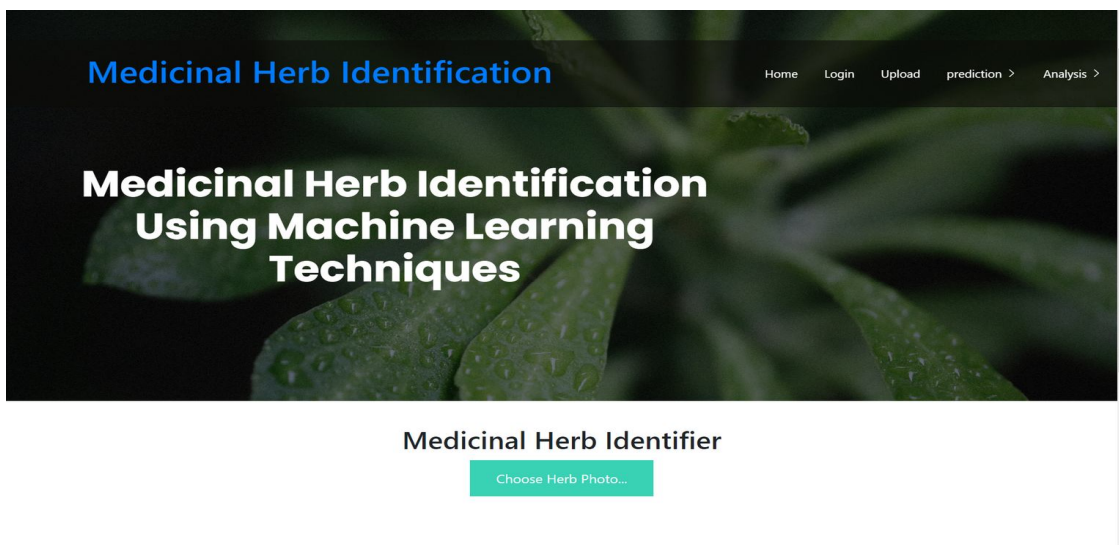 Medicinal Herb Identification
Home Login Upload prediction > Analysis >
Medicinal Herb Identification
Using Machine Learning
Techniques
Medicinal Herb Identifier
Choose Herb Photo...